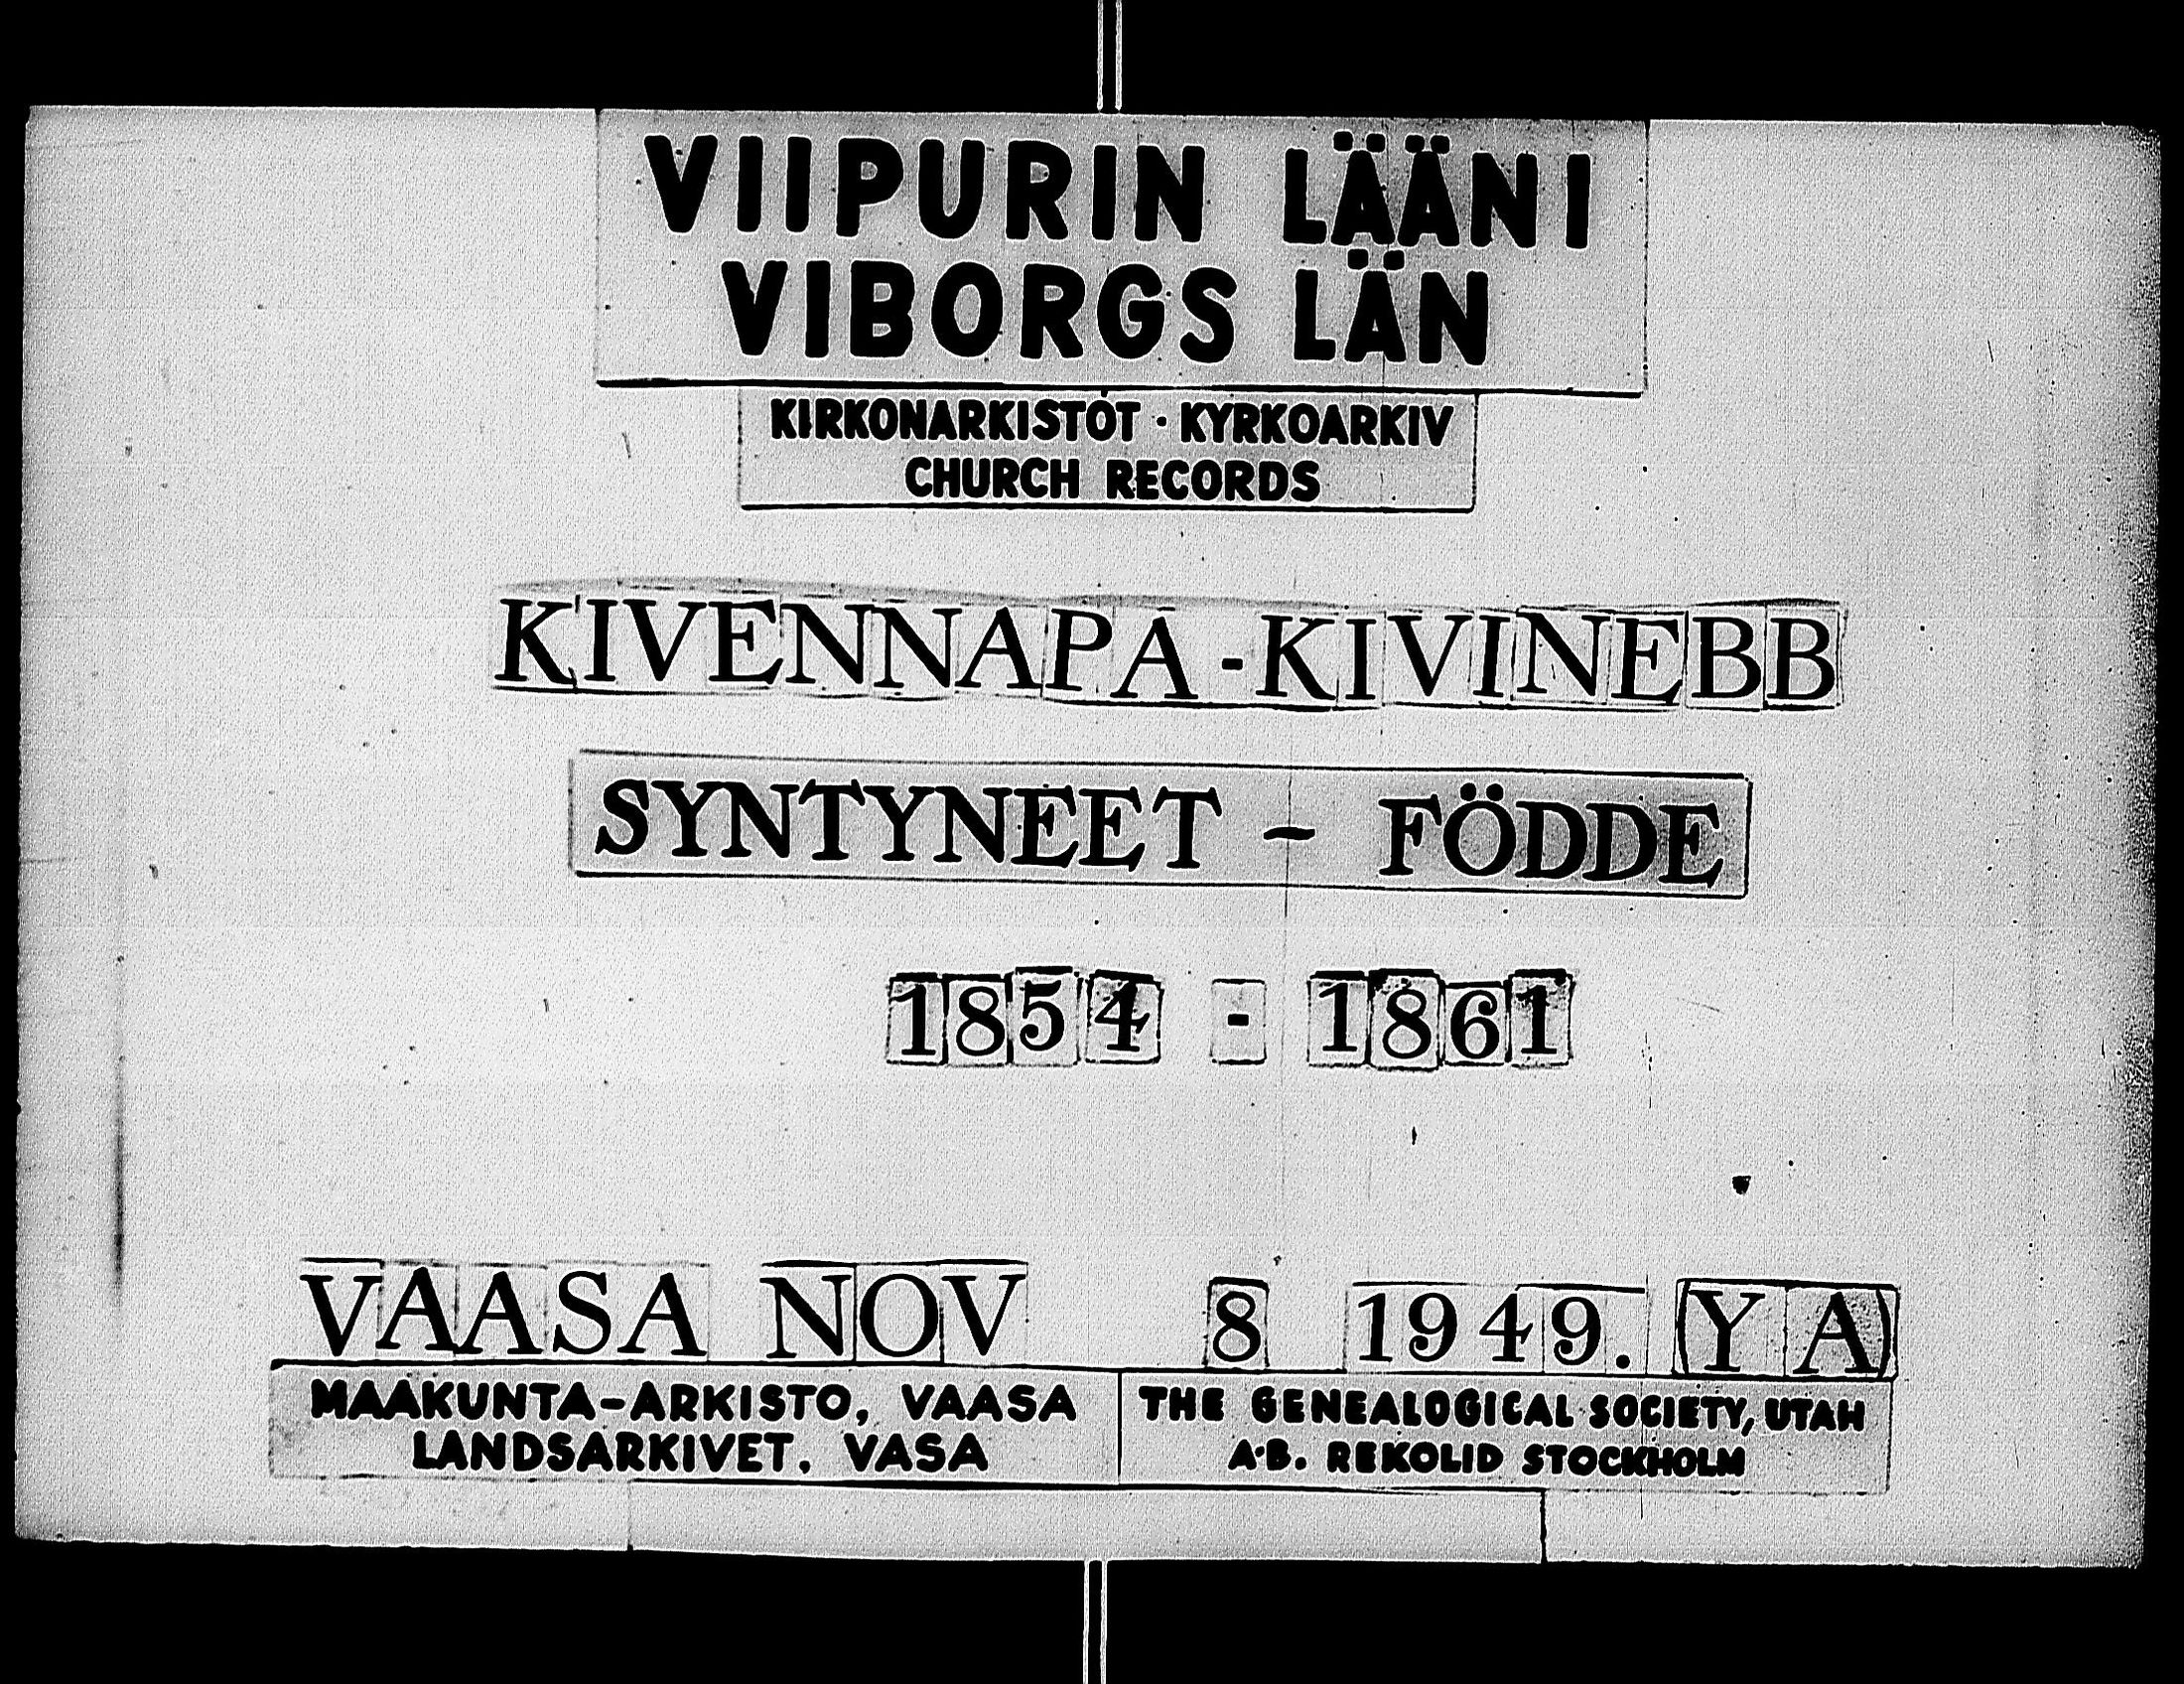 VIIPURIN LÄÄNI
VIBORGS LÄN
KIRKONARKISTOT · KYRKOARKIV
CHURCH RECORDS
KIVENNAPA-KIVINEBB
SYNTYNEET - FÖDDE
1854 - 1861
VAASA NOV 8 1949. (YA)
MAAKUNTA-ARKISTO, VAASA
LANDSARKIVET. VASA
THE GENEALOGICAL SOCIETY, UTAH
A·B. REKOLID STOCKHOLM